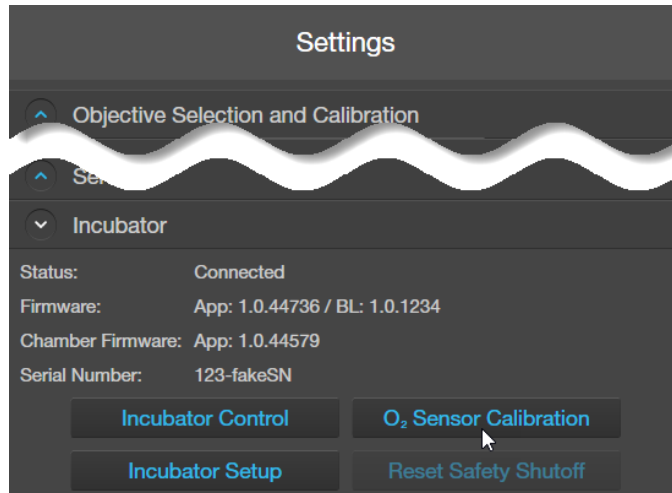 Settings
Objective Selection and Calibration
Incubator
Status: Connected
Firmware: App: 1.0.44736 / BL: 1.0.1234
Chamber Firmware: App: 1.0.44579
Serial Number: 123-fakeSN
Incubator Control O₂ Sensor Calibration
Incubator Setup Reset Safety Shutoff